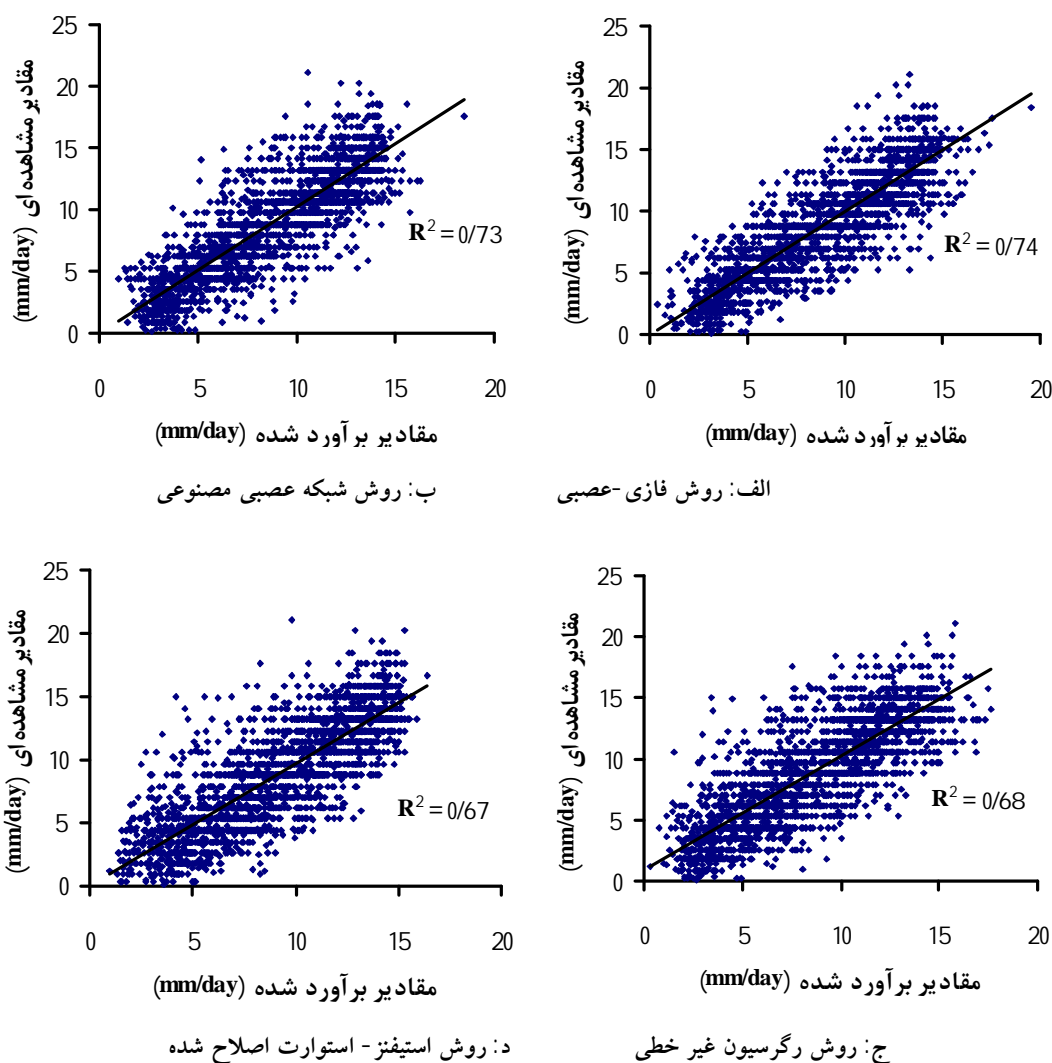 25
20
15
10
5
0
0 5 10 15 20
مقادیر مشاهده ای (mm/day)
R² = 0/74
مقادیر برآورد شده (mm/day)
الف: روش فازی -عصبی
25
20
15
10
5
0
0 5 10 15 20
مقادیر مشاهده ای (mm/day)
R² = 0/73
مقادیر برآورد شده (mm/day)
ب: روش شبکه عصبی مصنوعی
25
20
15
10
5
0
0 5 10 15 20
مقادیر مشاهده ای (mm/day)
R² = 0/68
مقادیر برآورد شده (mm/day)
ج: روش رگرسیون غیر خطی
25
20
15
10
5
0
0 5 10 15 20
مقادیر مشاهده ای (mm/day)
R² = 0/67
مقادیر برآورد شده (mm/day)
د: روش استیفنز - استوارت اصلاح شده